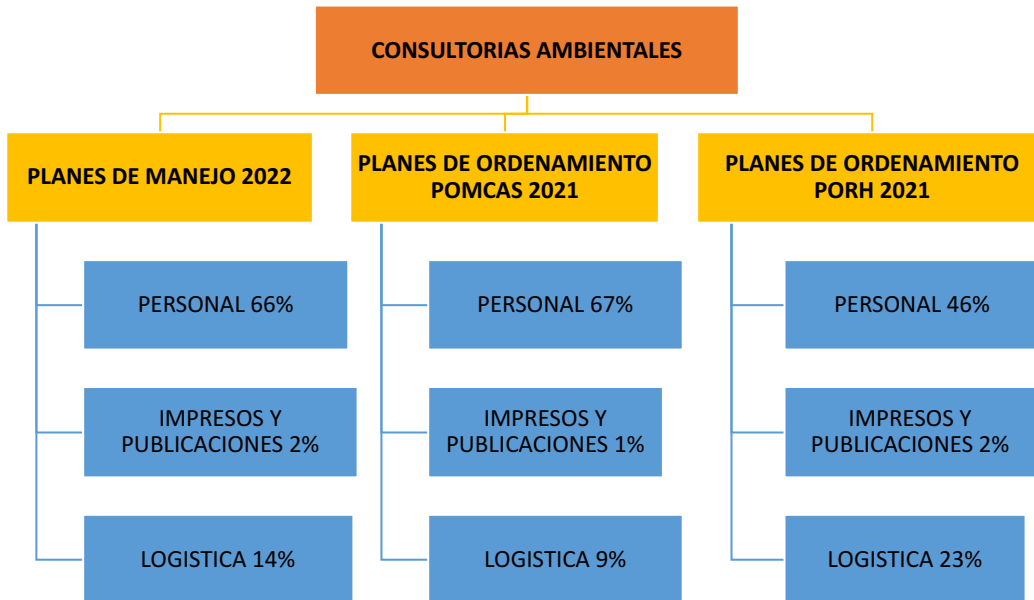 CONSULTORIAS AMBIENTALES
PLANES DE MANEJO 2022
PLANES DE ORDENAMIENTO
POMCAS 2021
PLANES DE ORDENAMIENTO
PORH 2021
PERSONAL 66%
PERSONAL 67%
PERSONAL 46%
IMPRESOS Y
PUBLICACIONES 2%
IMPRESOS Y
PUBLICACIONES 1%
IMPRESOS Y
PUBLICACIONES 2%
LOGISTICA 14%
LOGISTICA 9%
LOGISTICA 23%